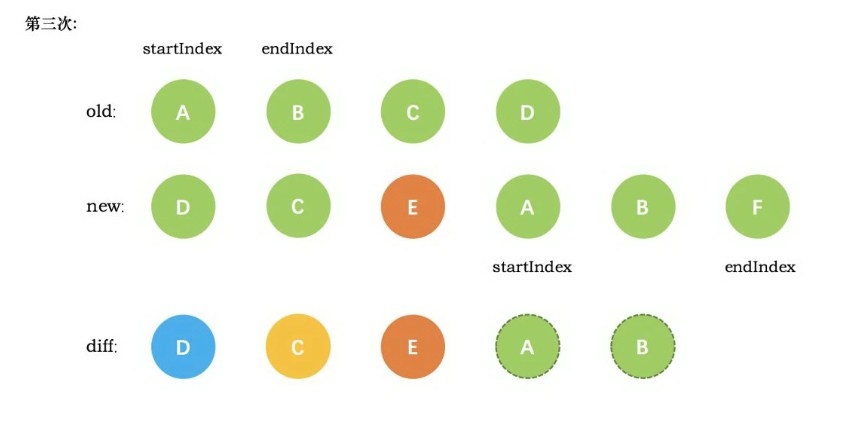 第三次:
startIndex endIndex
old: A B C D
new: D C E A B F
startIndex endIndex
diff: D C E A B